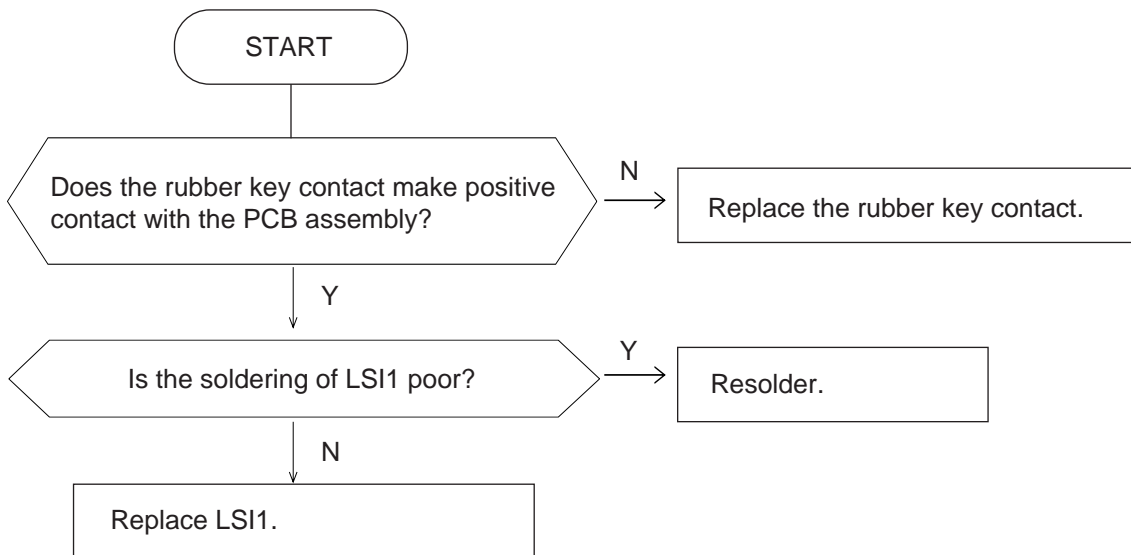 START
Does the rubber key contact make positive
contact with the PCB assembly?
N
Replace the rubber key contact.
Y
Is the soldering of LSI1 poor?
Y
Resolder.
N
Replace LSI1.